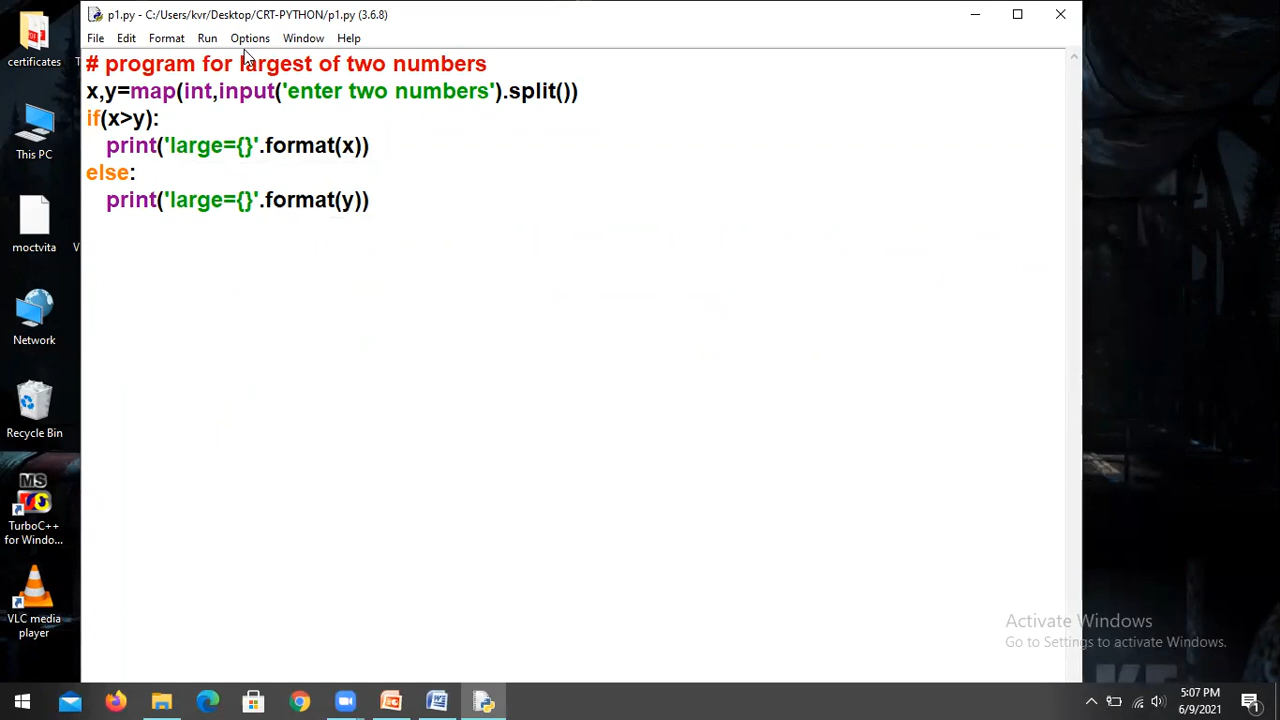 p1.py - C:/Users/kvr/Desktop/CRT-PYTHON/p1.py (3.6.8)
File Edit Format Run Options Window Help
# program for largest of two numbers
x,y=map(int,input('enter two numbers').split())
if(x>y):
    print('large={}'.format(x))
else:
    print('large={}'.format(y))
certificates
This PC
moctvita
Network
Recycle Bin
MS
TurboC++
for Windo...
VLC media
player
Activate Windows
Go to Settings to activate Windows.
5:07 PM
6/9/2021
1